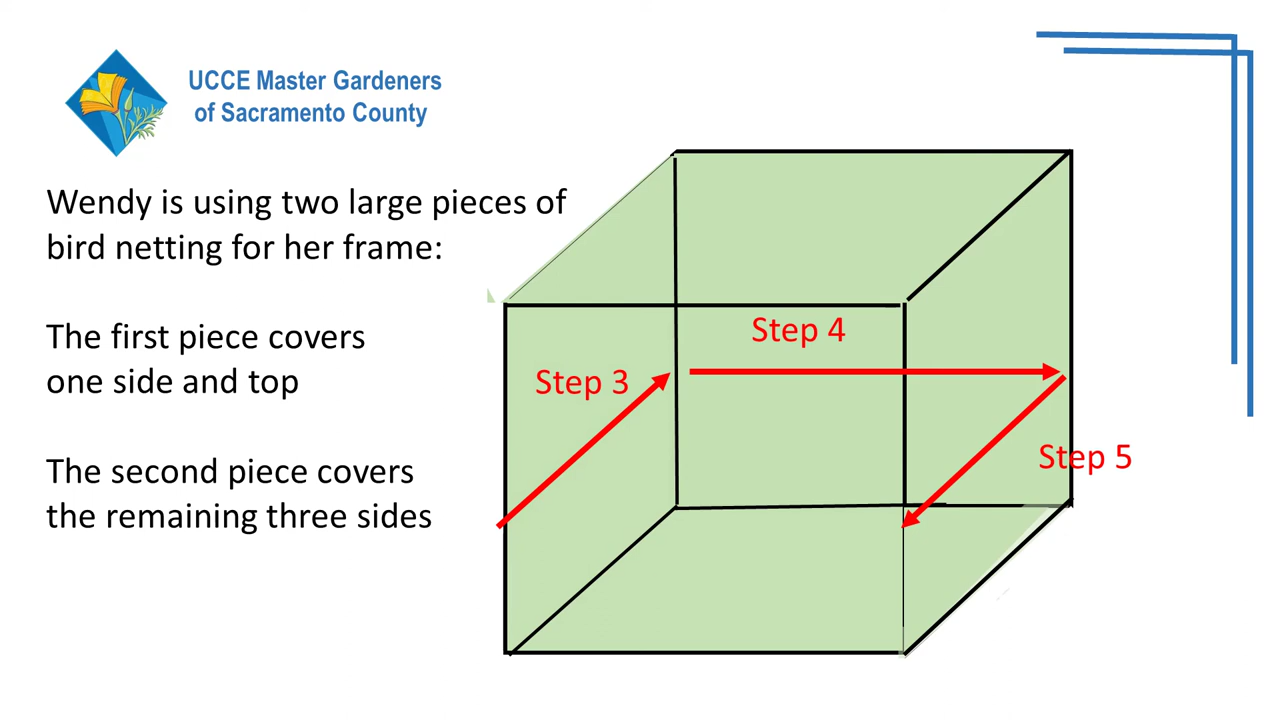 UCCE Master Gardeners
of Sacramento County
Wendy is using two large pieces of
bird netting for her frame:
The first piece covers
one side and top
The second piece covers
the remaining three sides
Step 3
Step 4
Step 5